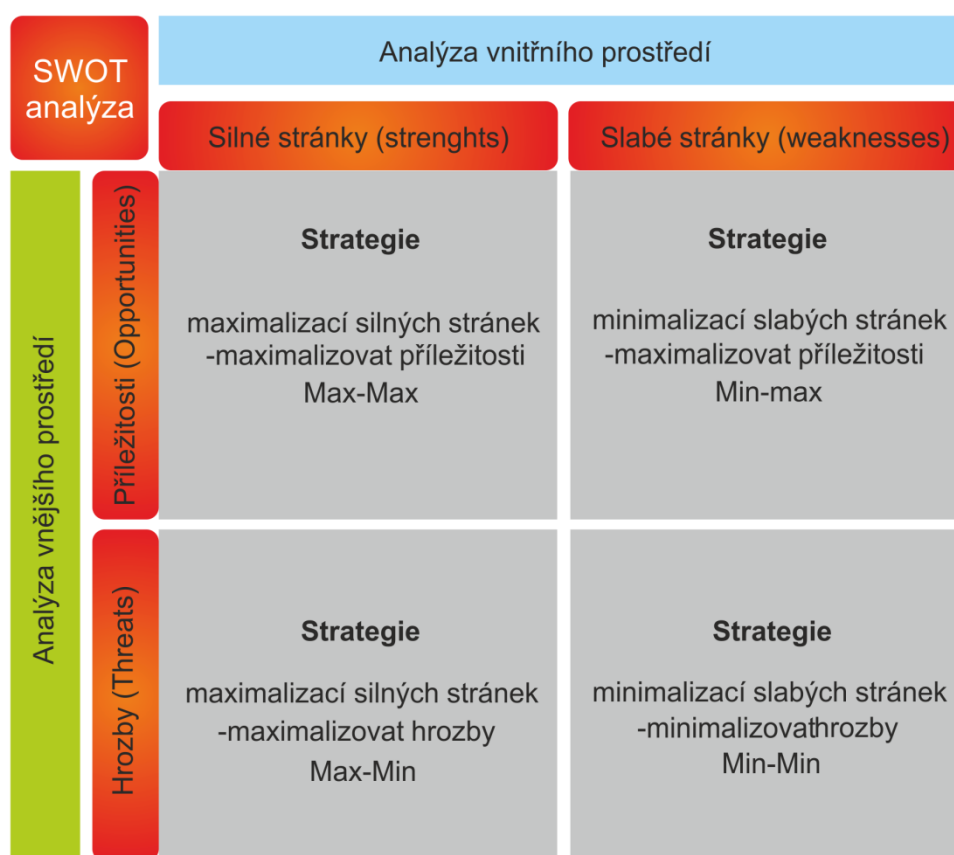 SWOT
analýza
Analýza vnitřního prostředí
Silné stránky (strenghts)
Slabé stránky (weaknesses)
Analýza vnějšího prostředí
Příležitosti (Opportunities)
Strategie
maximalizací silných stránek
-maximalizovat příležitosti
Max-Max
Strategie
minimalizací slabých stránek
-maximalizovat příležitosti
Min-max
Hrozby (Threats)
Strategie
maximalizací silných stránek
-maximalizovat hrozby
Max-Min
Strategie
minimalizací slabých stránek
-minimalizovathrozby
Min-Min